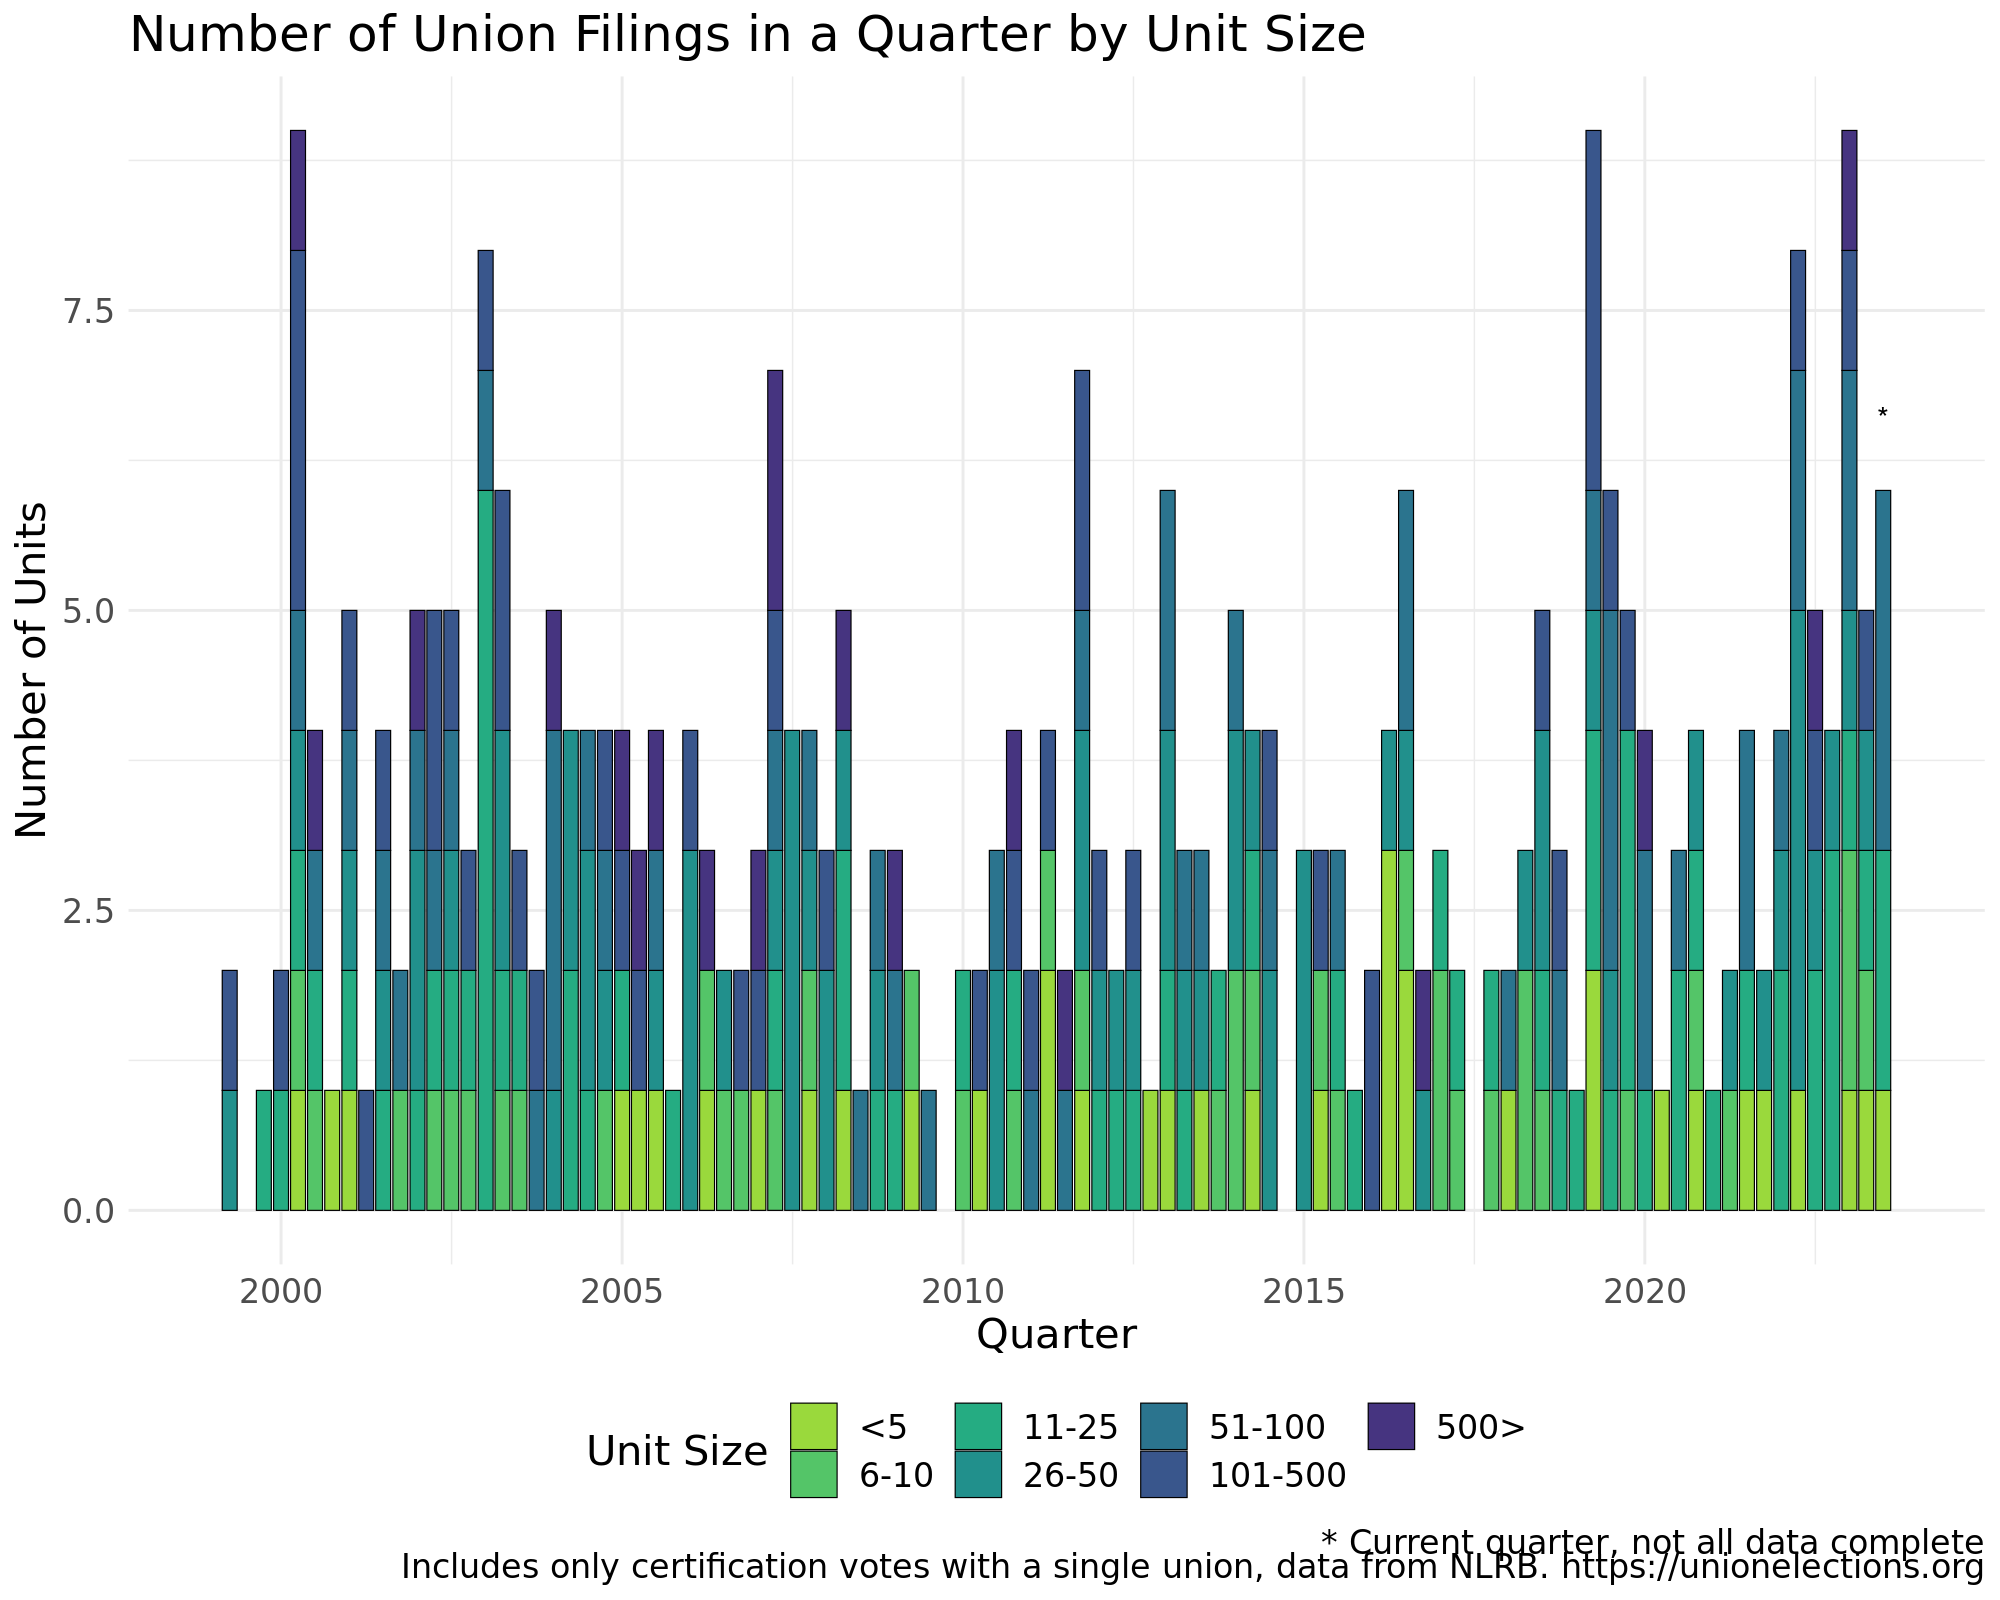 Number of Union Filings in a Quarter by Unit Size
Number of Units
7.5
5.0
2.5
0.0
*
2000 2005 2010 2015 2020
Quarter
Unit Size
<5 11-25 51-100 500>
6-10 26-50 101-500
* Current quarter, not all data complete
Includes only certification votes with a single union, data from NLRB. https://unionelections.org